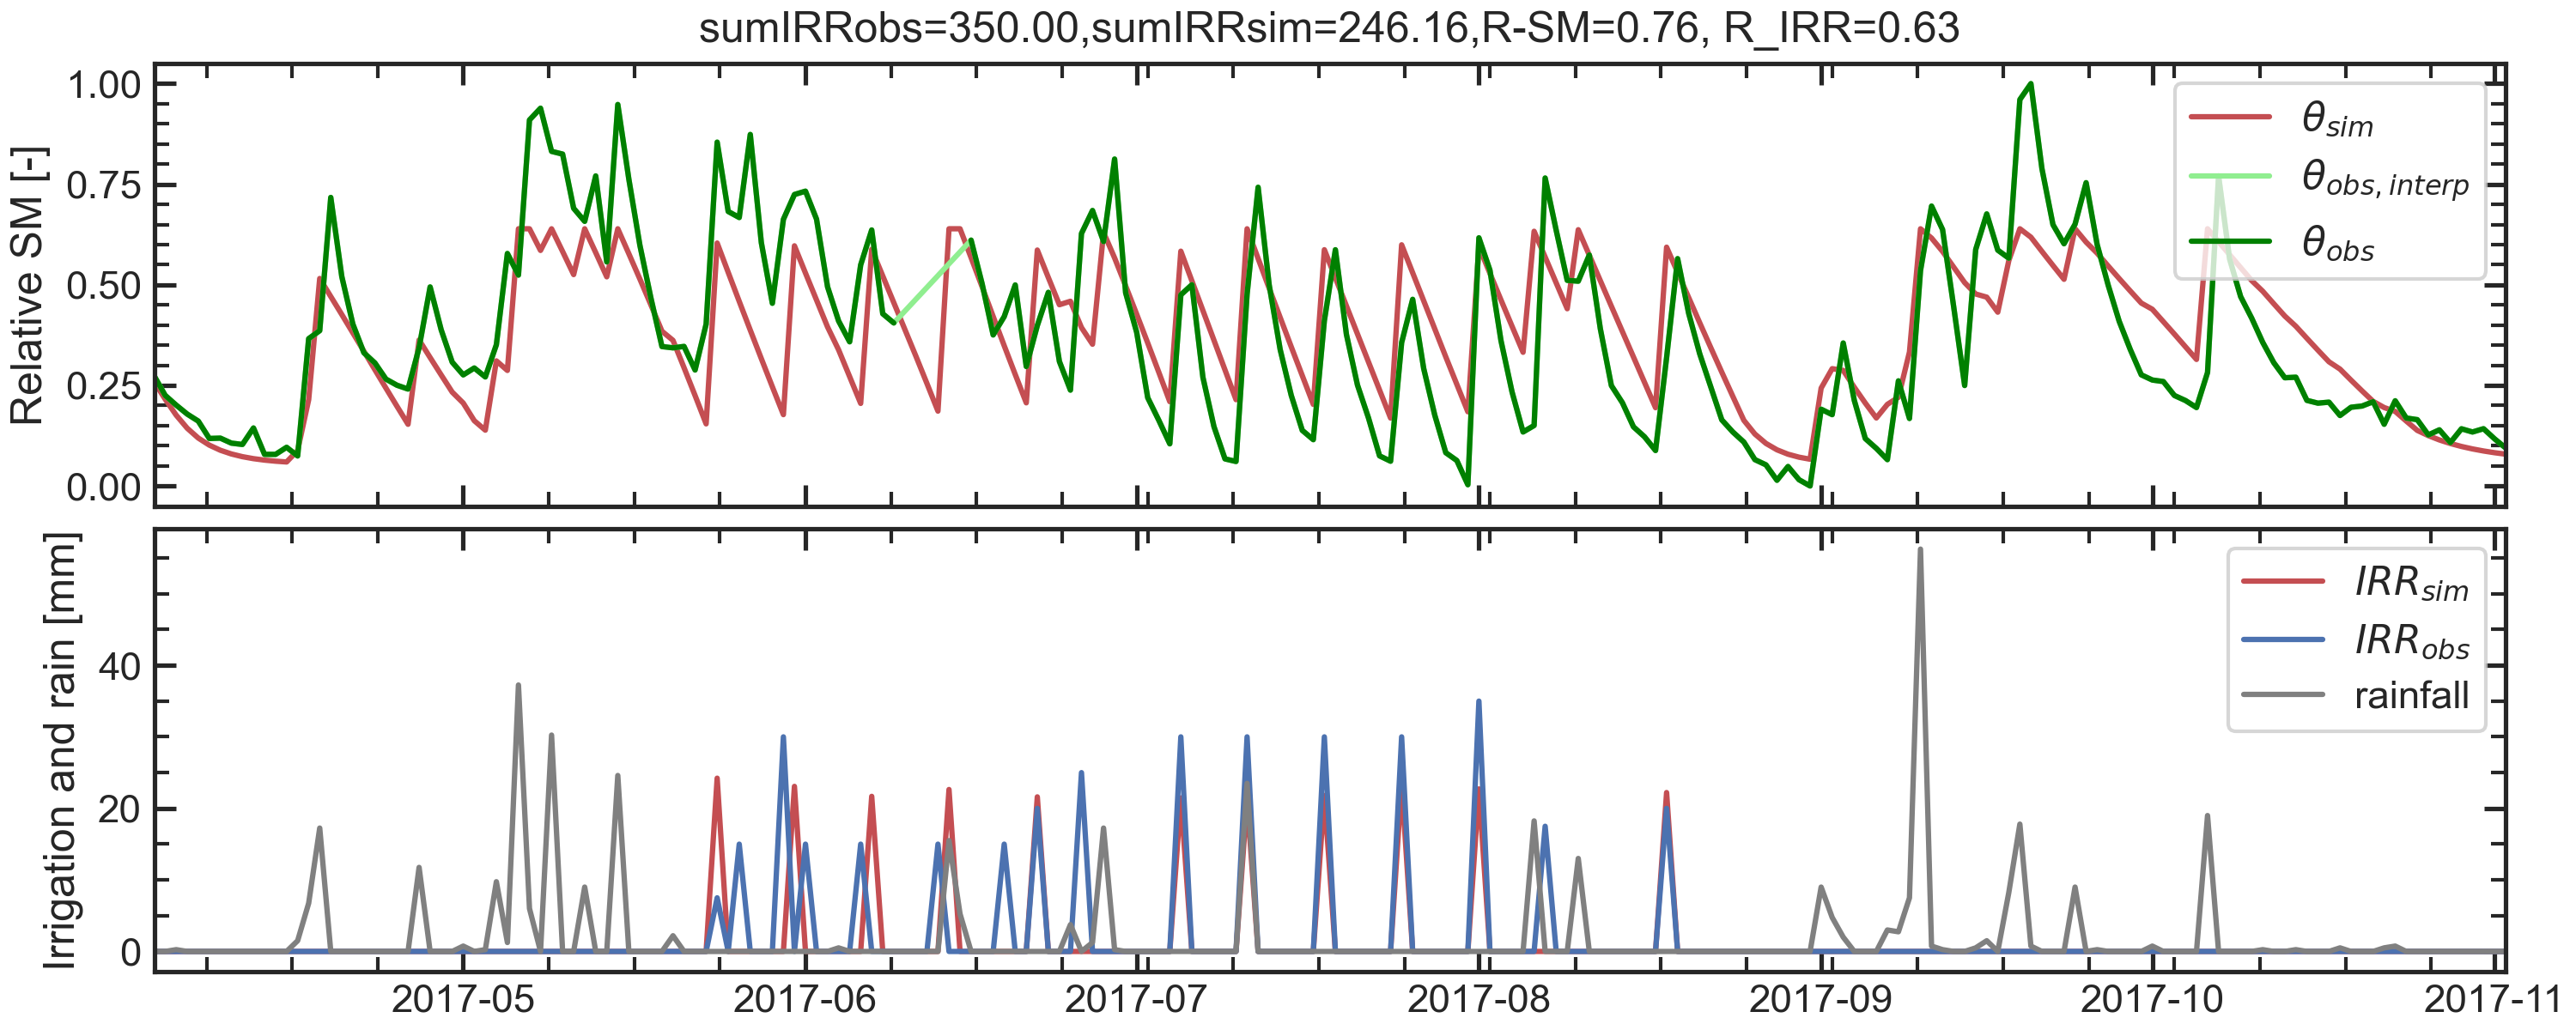 sumIRRobs=350.00,sumIRRsim=246.16,R-SM=0.76, R_IRR=0.63
Relative SM [-]
1.00
0.75
0.50
0.25
0.00
θsim
θobs,interp
θobs
Irrigation and rain [mm]
40
20
0
IRRsim
IRRobs
rainfall
2017-05
2017-06
2017-07
2017-08
2017-09
2017-10
2017-11